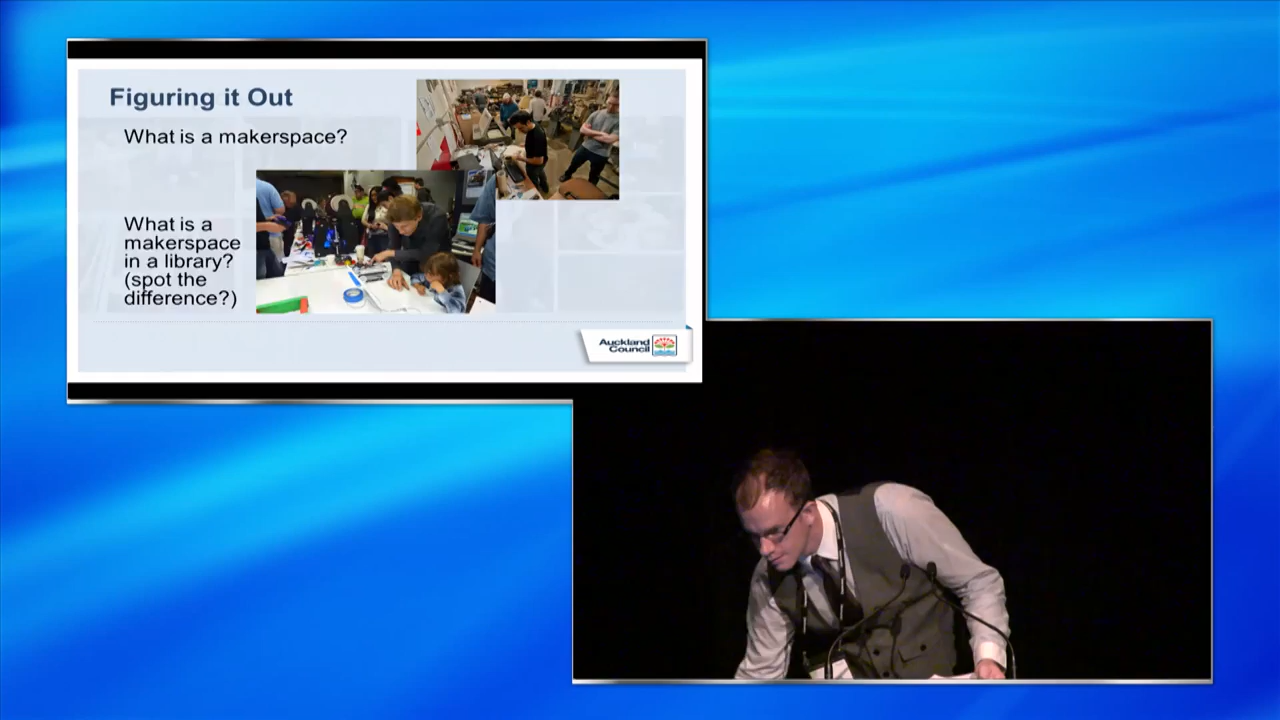 Figuring it Out
What is a makerspace?
What is a
makerspace
in a library?
(spot the
difference?)
Auckland
Council